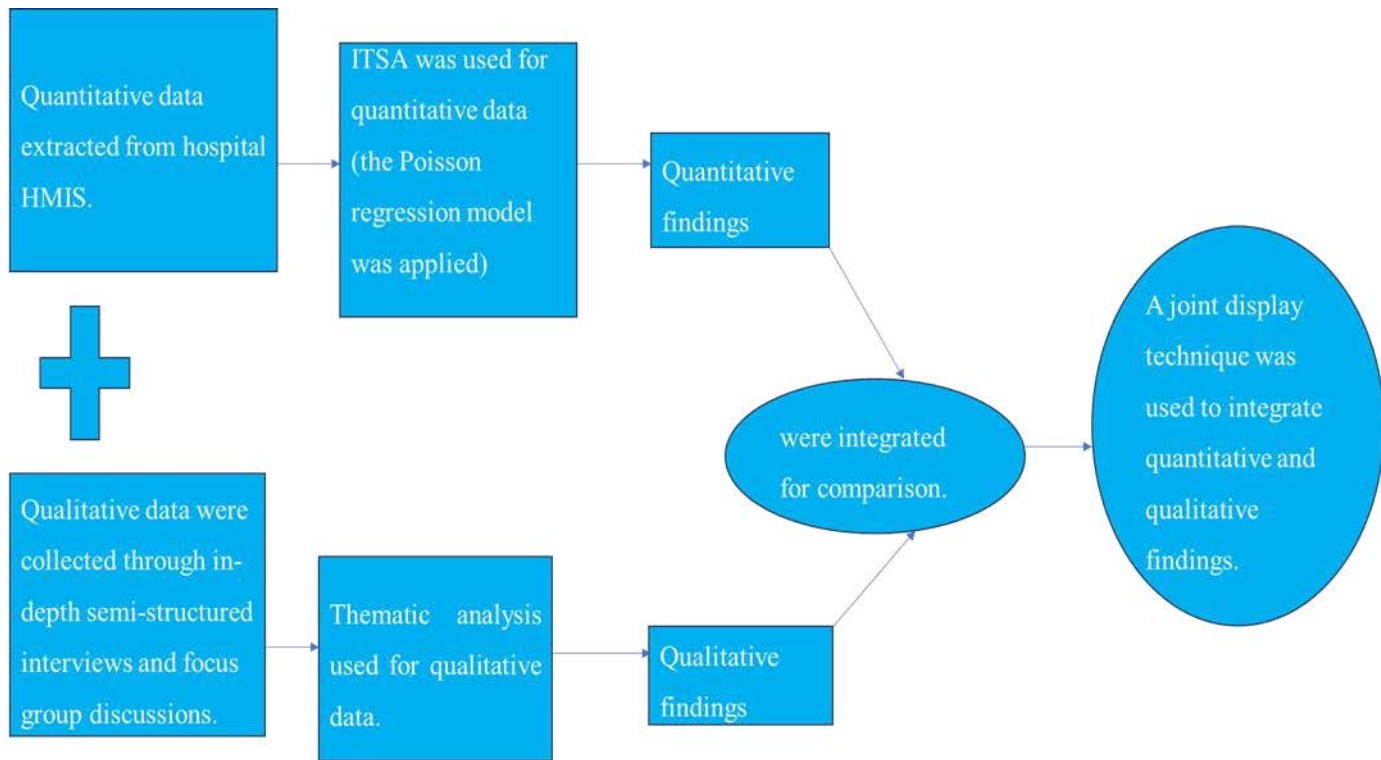 Quantitative data
extracted from hospital
HMIS.
ITSA was used for
quantitative data
(the Poisson
regression model
was applied)
Quantitative
findings
Qualitative data were
collected through in-
depth semi-structured
interviews and focus
group discussions.
Thematic analysis
used for qualitative
data.
Qualitative
findings
were integrated
for comparison.
A joint display
technique was
used to integrate
quantitative and
qualitative
findings.